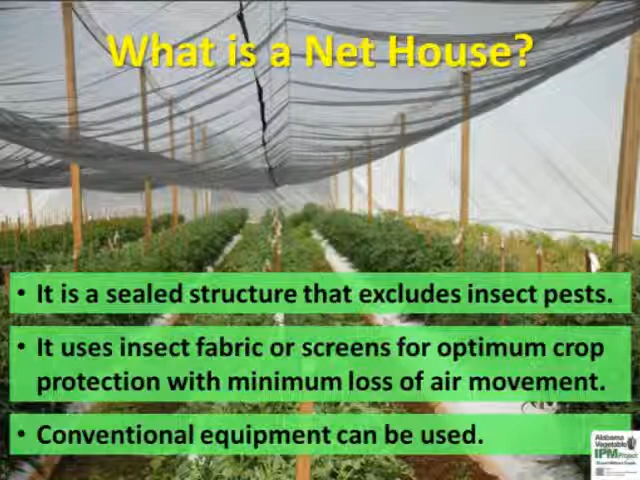 What is a Net House?
• It is a sealed structure that excludes insect pests.
• It uses insect fabric or screens for optimum crop
protection with minimum loss of air movement.
• Conventional equipment can be used.
Alabama
Vegetable
IPM Project